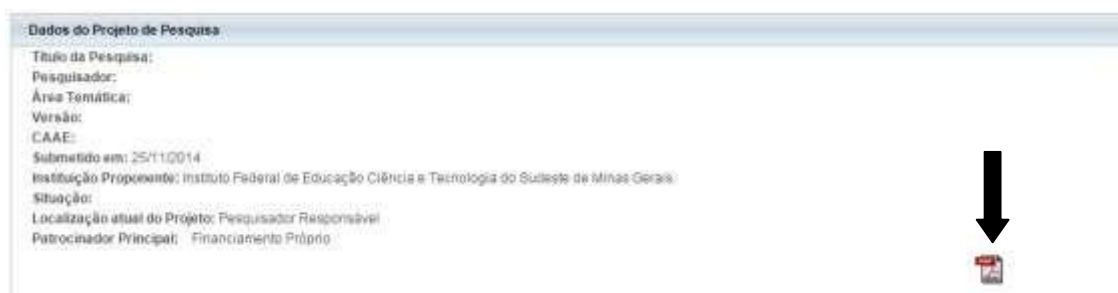 Dados do Projeto de Pesquisa
Título da Pesquisa:
Pesquisador:
Área Temática:
Versão:
CAAE:
Submetido em: 25/11/2014
Instituição Proponente: Instituto Federal de Educação Ciência e Tecnologia do Sudeste de Minas Gerais
Situação:
Localização atual do Projeto: Pesquisador Responsável
Patrocinador Principal: Financiamento Próprio